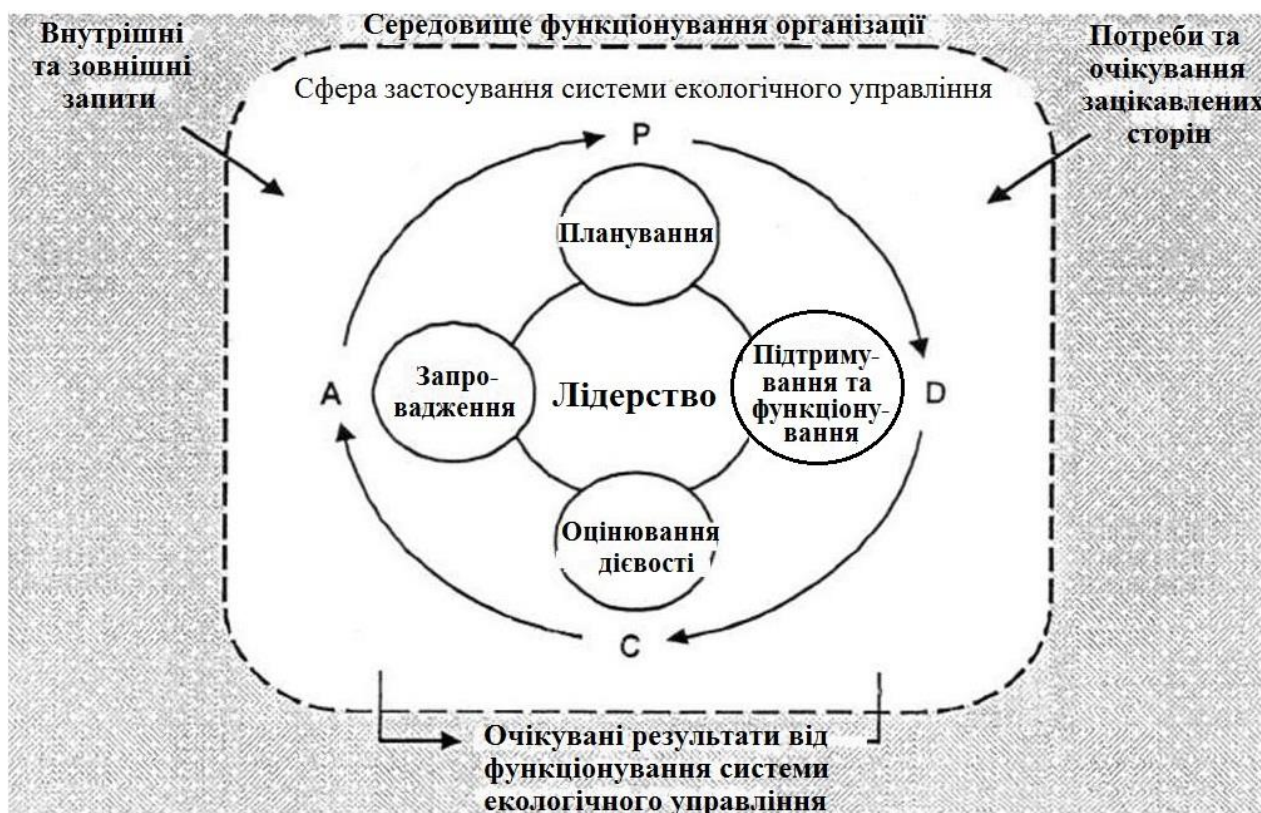 Середовище функціонування організації
Внутрішні
та зовнішні
запити
Потреби та
очікування
зацікавлених
сторін
Сфера застосування системи екологічного управління
P
Планування
A
Запро-
вадження
Лідерство
Підтриму-
вання та
функціону-
вання
D
Оцінювання
дієвості
C
Очікувані результати від
функціонування системи
екологічного управління